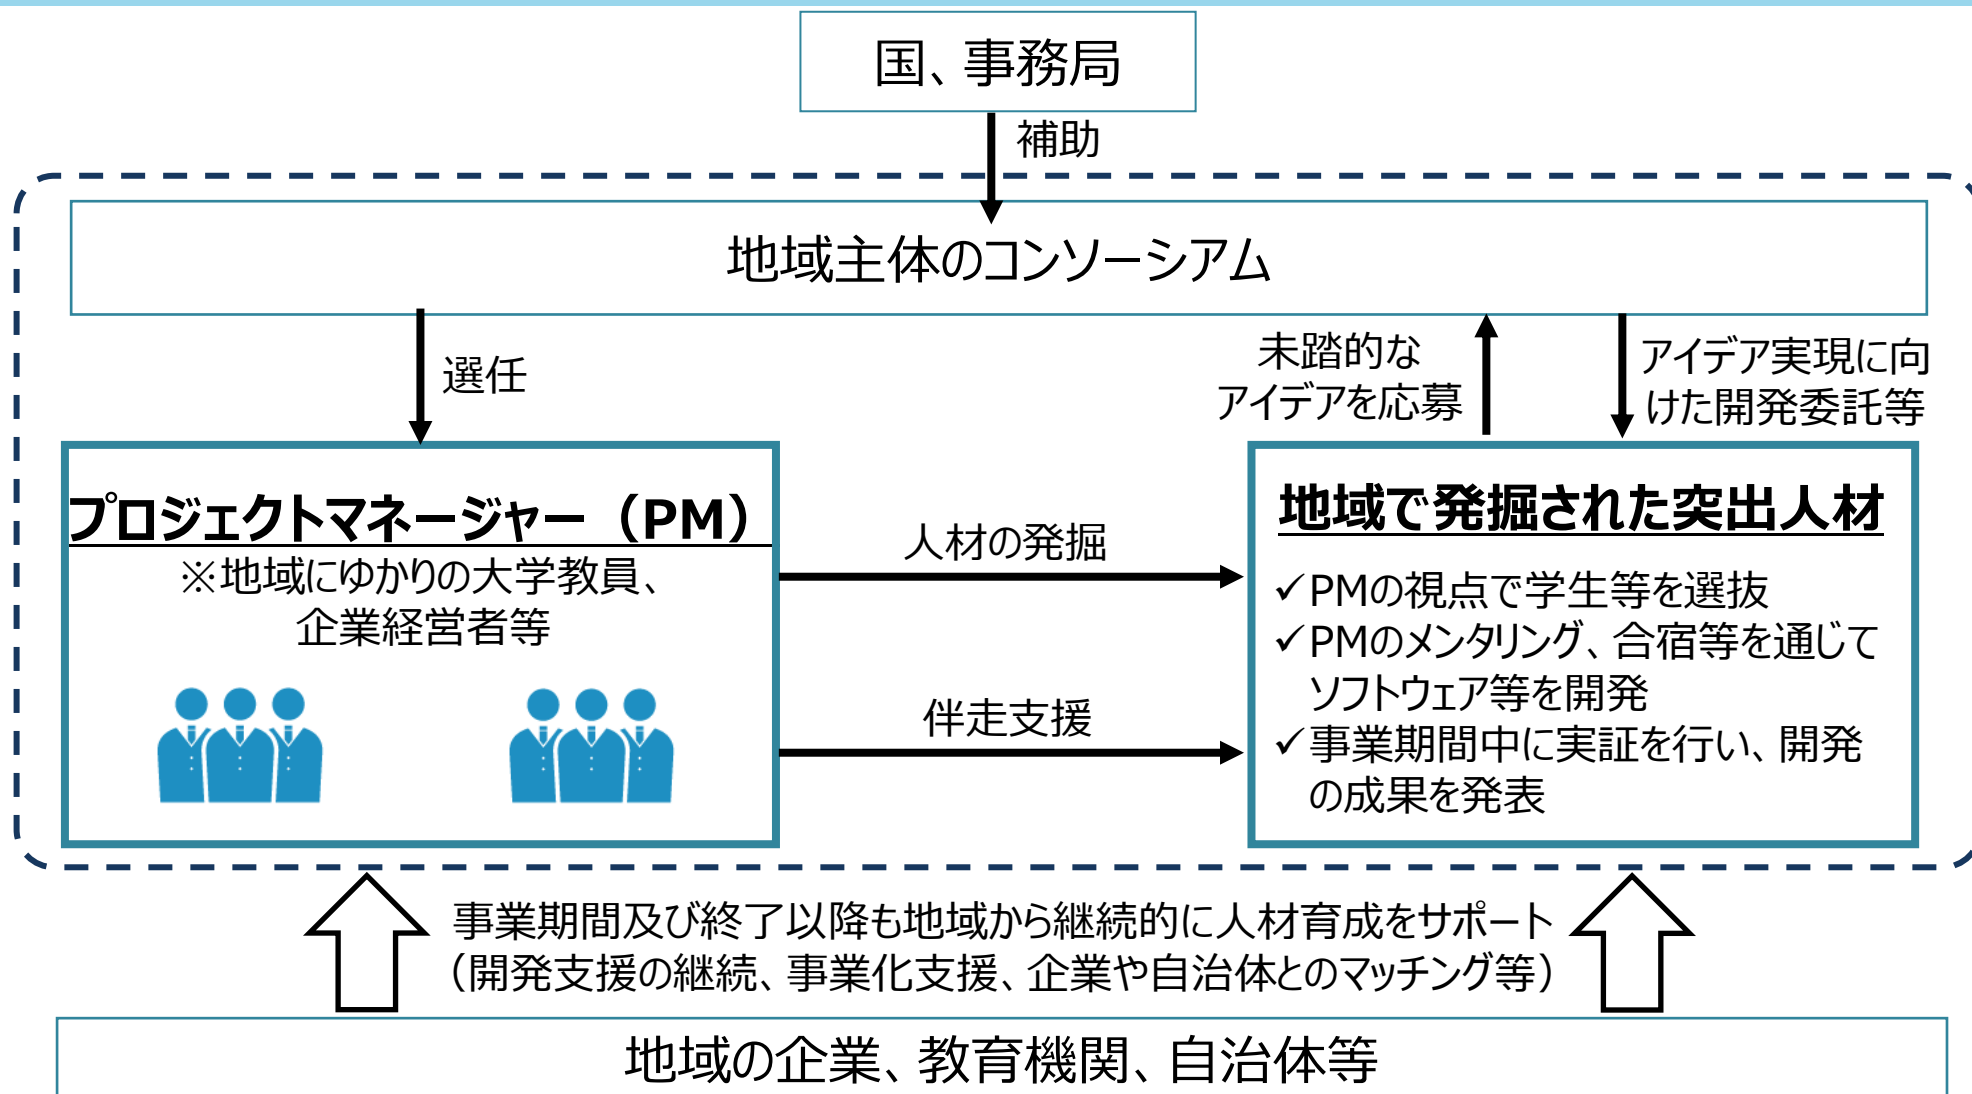 国、事務局
補助
地域主体のコンソーシアム
選任
未踏的な
アイデアを応募
アイデア実現に向
けた開発委託等
プロジェクトマネージャー（PM）
※地域にゆかりの大学教員、
企業経営者等
人材の発掘
伴走支援
地域で発掘された突出人材
✓PMの視点で学生等を選抜
✓PMのメンタリング、合宿等を通じて
ソフトウェア等を開発
✓事業期間中に実証を行い、開発
の成果を発表
事業期間及び終了以降も地域から継続的に人材育成をサポート
（開発支援の継続、事業化支援、企業や自治体とのマッチング等）
地域の企業、教育機関、自治体等